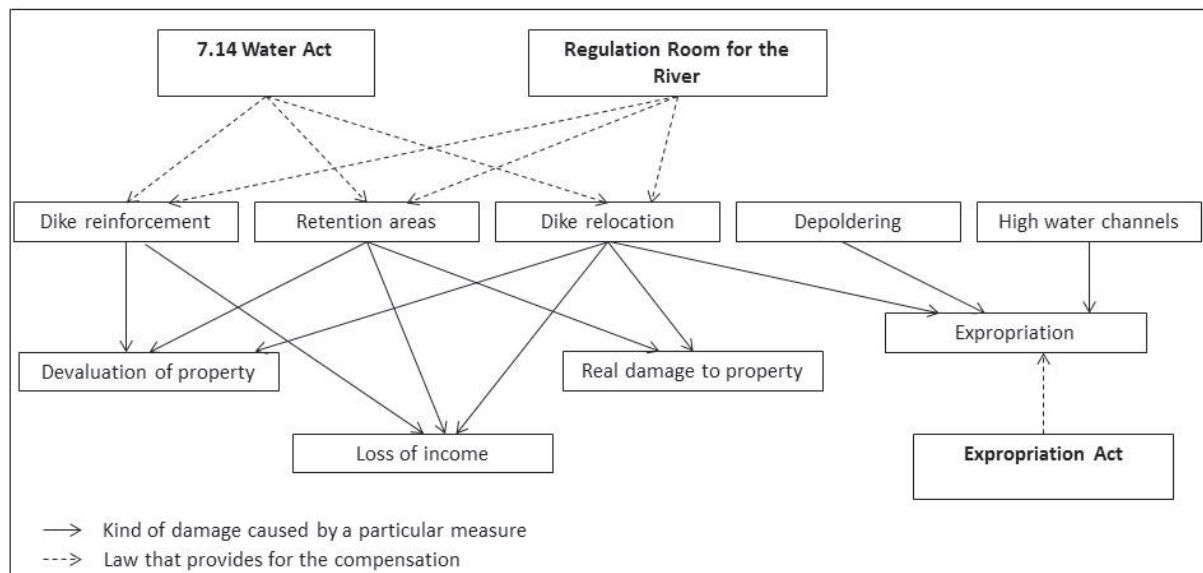 7.14 Water Act
Regulation Room for the
River
Dike reinforcement
Retention areas
Dike relocation
Depoldering
High water channels
Expropriation
Devaluation of property
Real damage to property
Loss of income
Expropriation Act
Kind of damage caused by a particular measure
Law that provides for the compensation